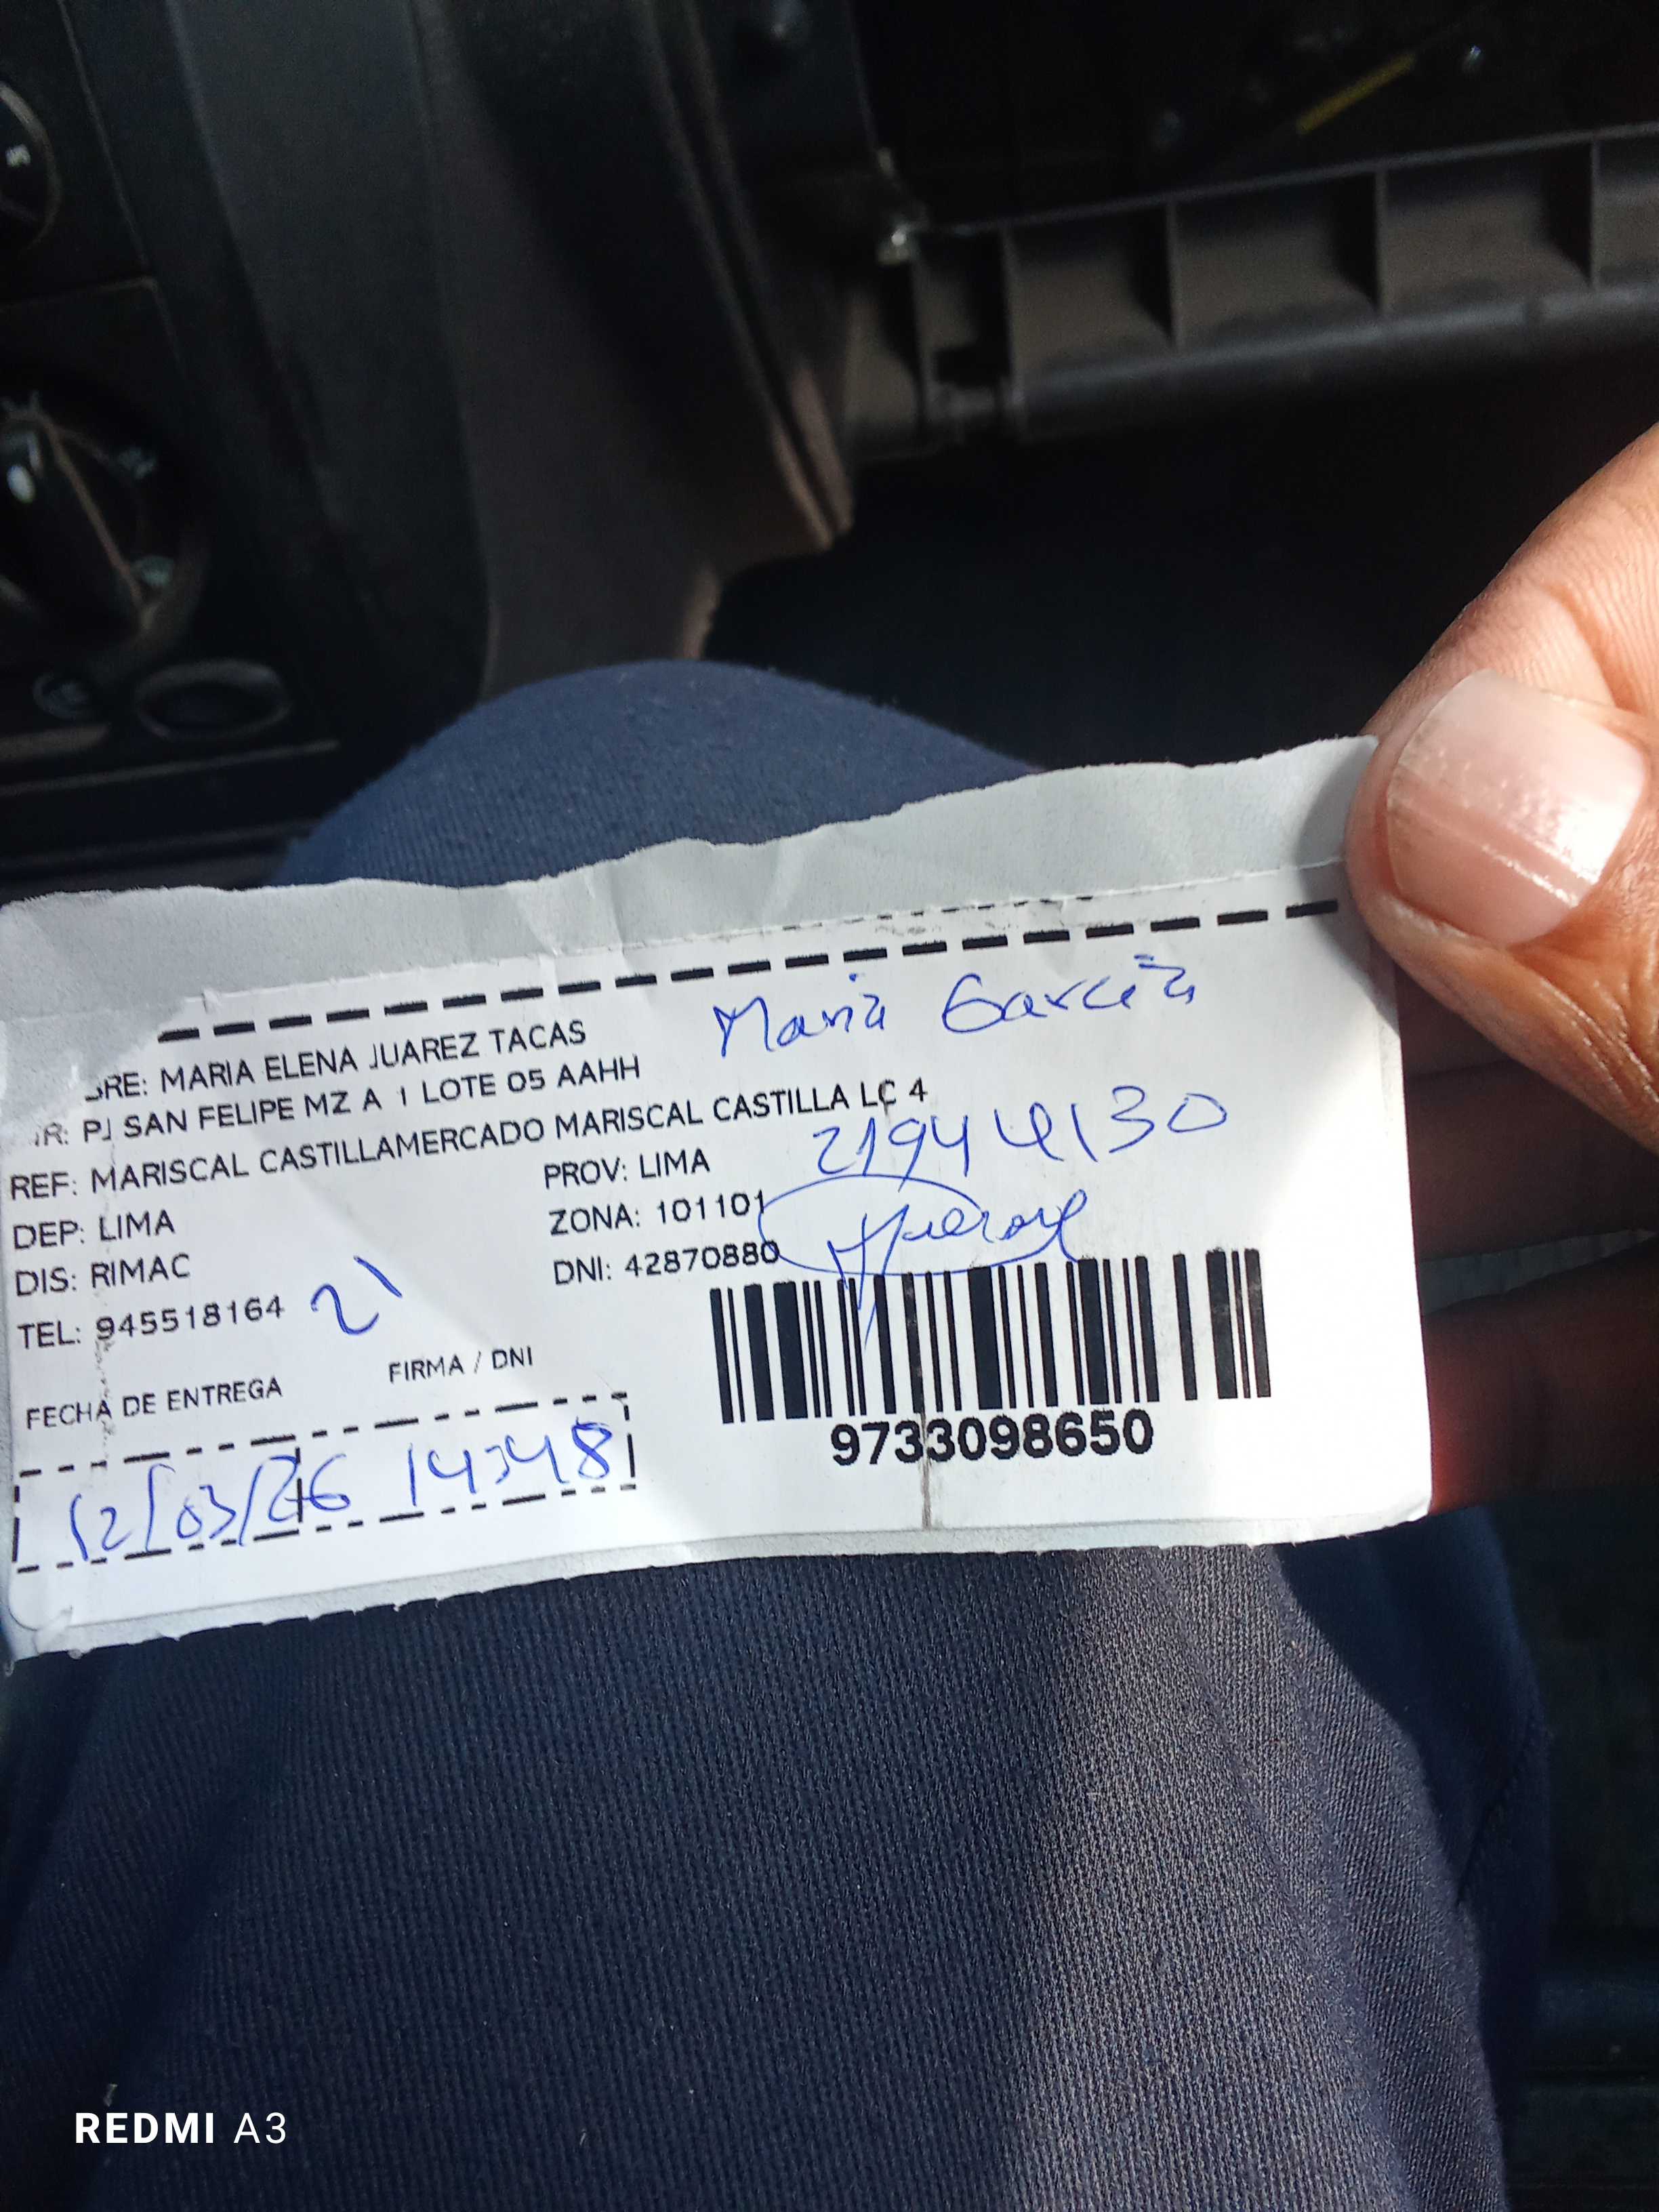 BRE: MARIA ELENA JUAREZ TACAS
IR: PJ SAN FELIPE MZ A 1 LOTE 05 AAHH
REF: MARISCAL CASTILLAMERCADO MARISCAL CASTILLA LC 4
DEP: LIMA PROV: LIMA
DIS: RIMAC ZONA: 101101
TEL: 945518164 DNI: 42870880
Maria Garcia
21944130
FECHA DE ENTREGA FIRMA / DNI
12/03/26 14:48
9733098650
REDMI A3